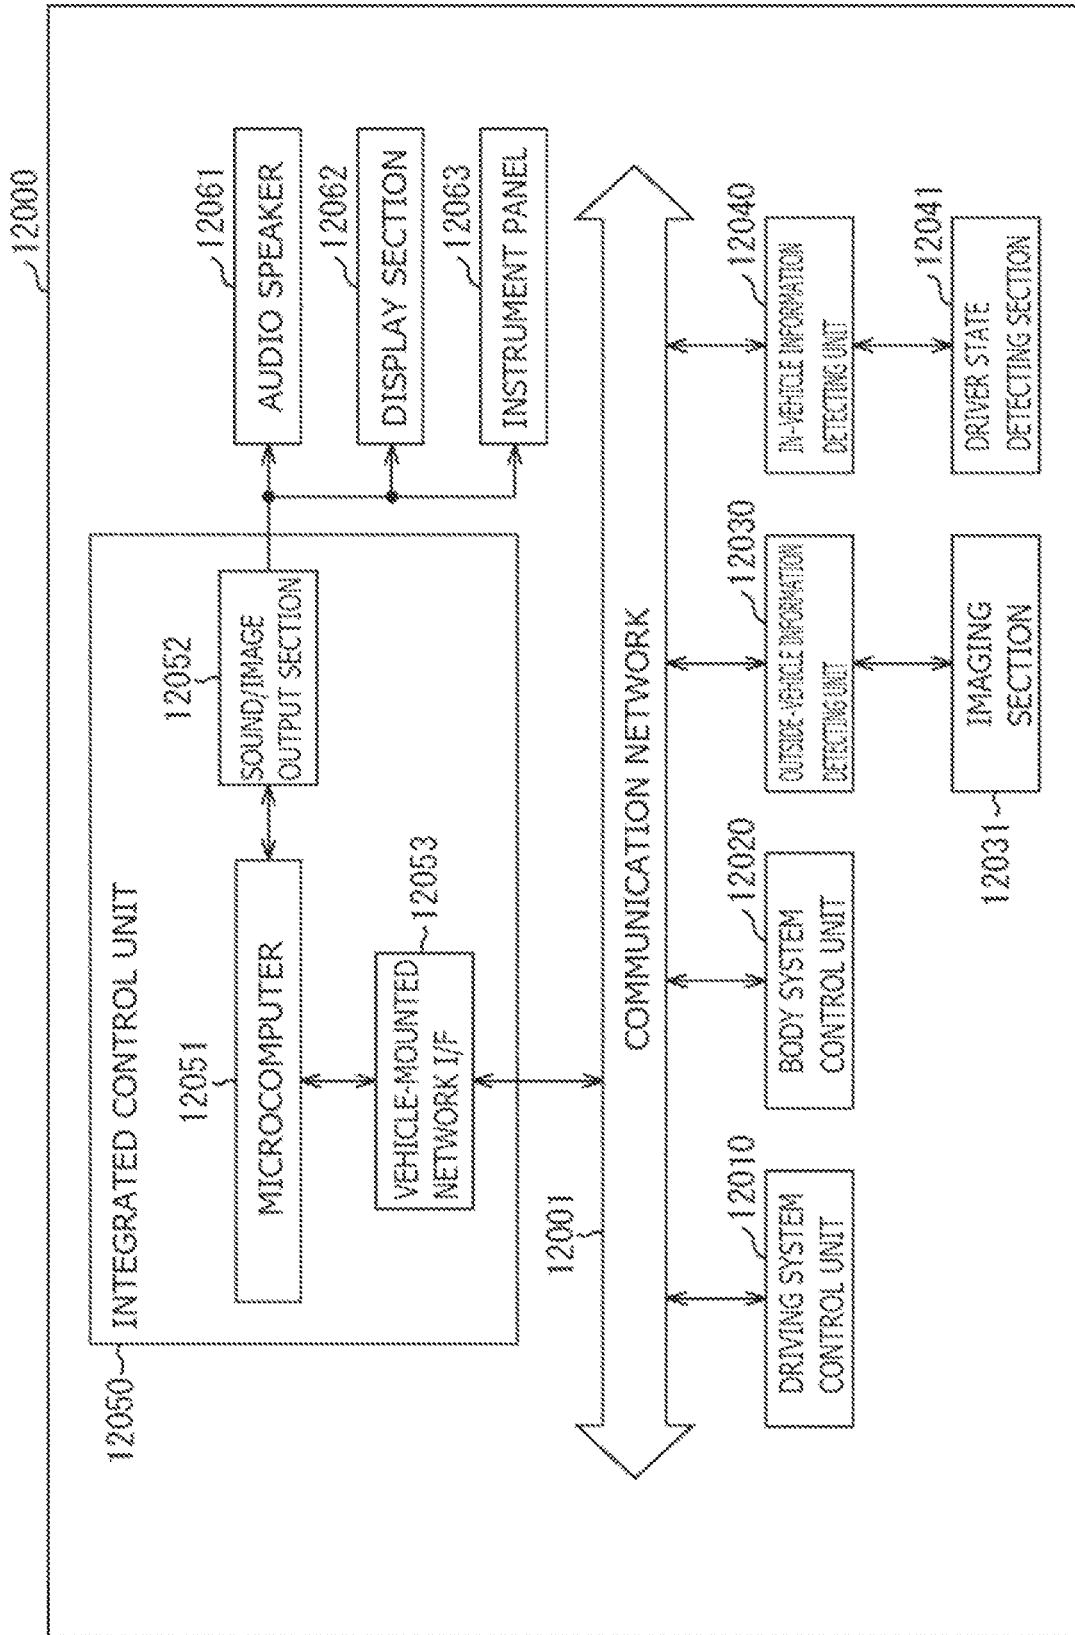 12000
12050
INTEGRATED CONTROL UNIT
12051
MICROCOMPUTER
12052
SOUND/IMAGE
OUTPUT SECTION
12053
VEHICLE-MOUNTED
NETWORK I/F
12061
AUDIO SPEAKER
12062
DISPLAY SECTION
12063
INSTRUMENT PANEL
12001
COMMUNICATION NETWORK
12010
DRIVING SYSTEM
CONTROL UNIT
12020
BODY SYSTEM
CONTROL UNIT
12030
OUTSIDE-VEHICLE INFORMATION
DETECTING UNIT
12040
IN-VEHICLE INFORMATION
DETECTING UNIT
12031
IMAGING
SECTION
12041
DRIVER STATE
DETECTING SECTION